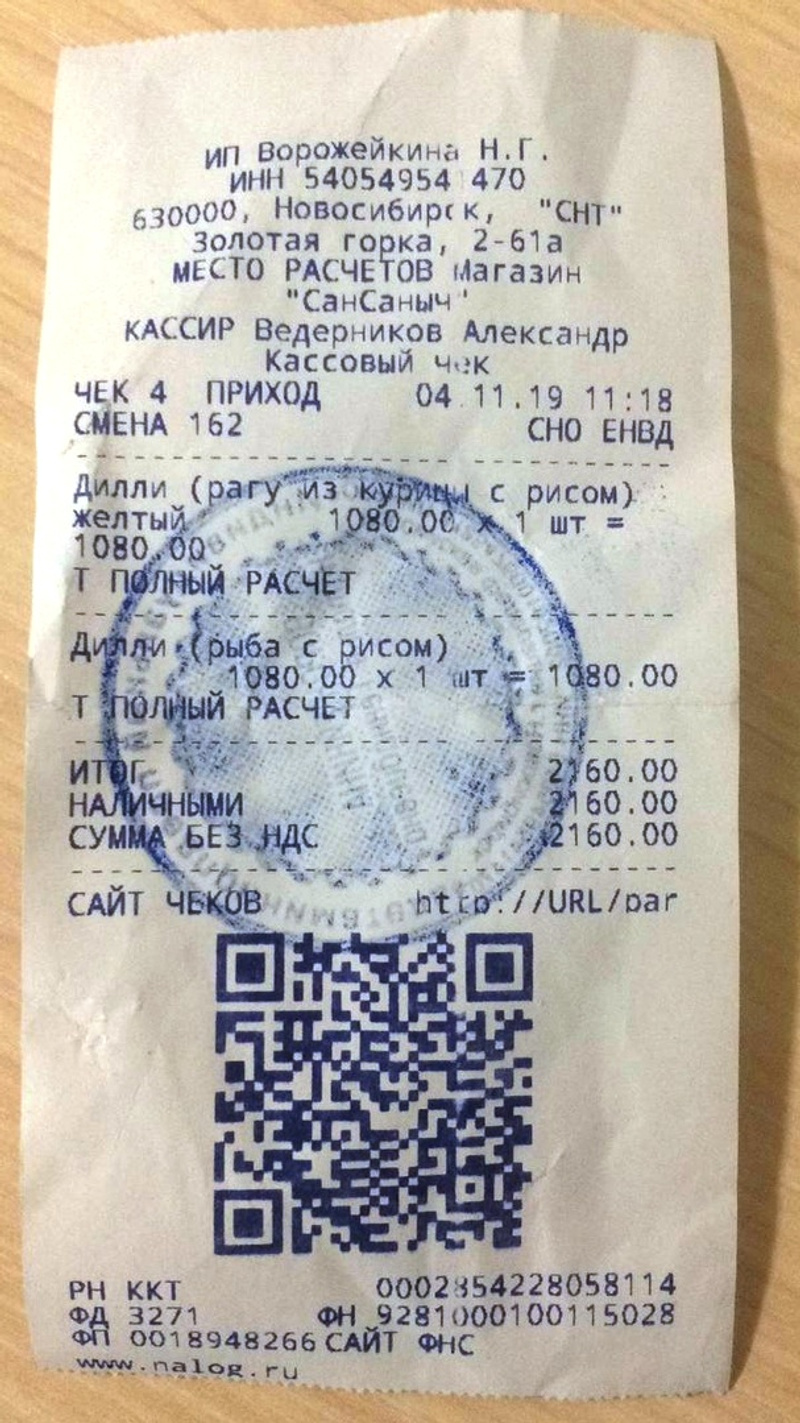 ИП Ворожейкина Н.Г.
ИНН 54054954 470
630000, Новосибирск, "СНТ"
Золотая горка, 2-61а
МЕСТО РАСЧЕТОВ Магазин
"СанСаныч"
КАССИР Ведерников Александр
Кассовый чек
ЧЕК 4 ПРИХОД 04.11.19 11:18
СМЕНА 162 СНО ЕНВД
Дилли (рагу из курицы с рисом)
желтый 1080.00 x 1 шт =
1080.00
Т ПОЛНЫЙ РАСЧЕТ
Дилли (рыба с рисом)
1080.00 x 1 шт = 1080.00
Т ПОЛНЫЙ РАСЧЕТ
ИТОГ 2160.00
НАЛИЧНЫМИ 2160.00
СУММА БЕЗ НДС 2160.00
САЙТ ЧЕКОВ http://URL/par
РН ККТ
ФД 3271 ФН 9281000100115028
ФП 0018948266 САЙТ ФНС
www.nalog.ru